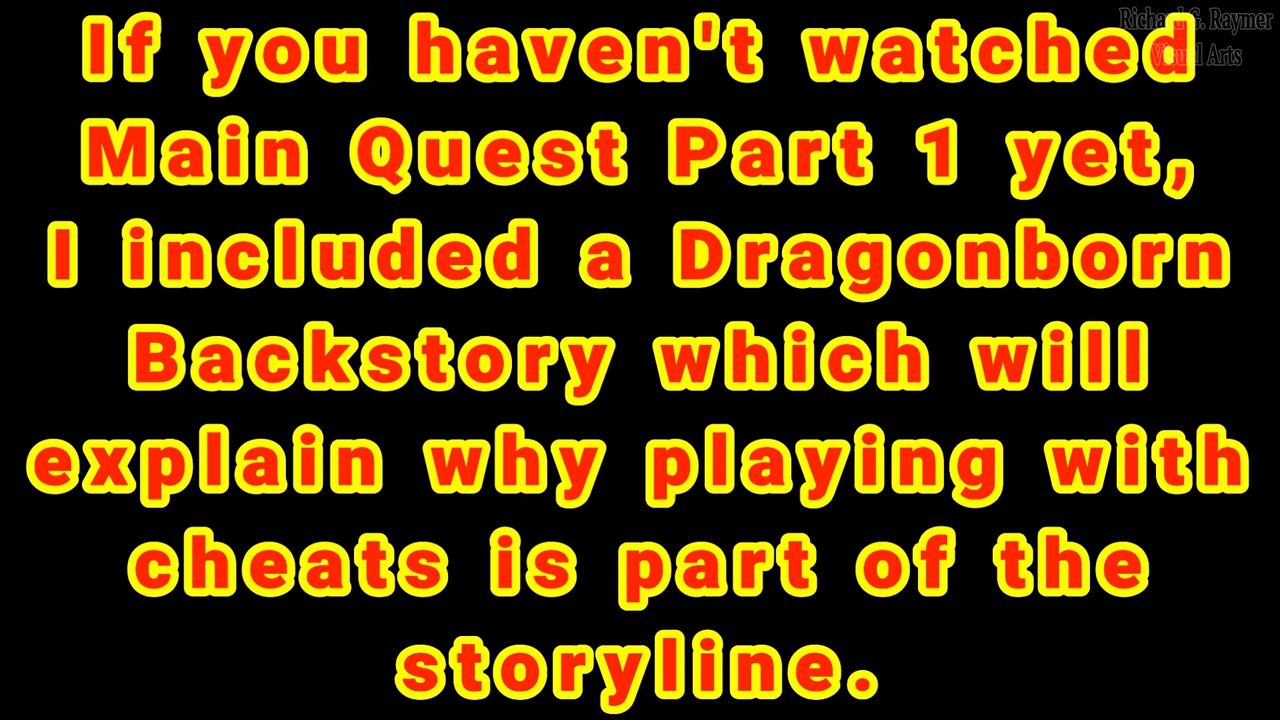 Richard G. Raymer
Visual Arts
If you haven't watched
Main Quest Part 1 yet,
I included a Dragonborn
Backstory which will
explain why playing with
cheats is part of the
storyline.